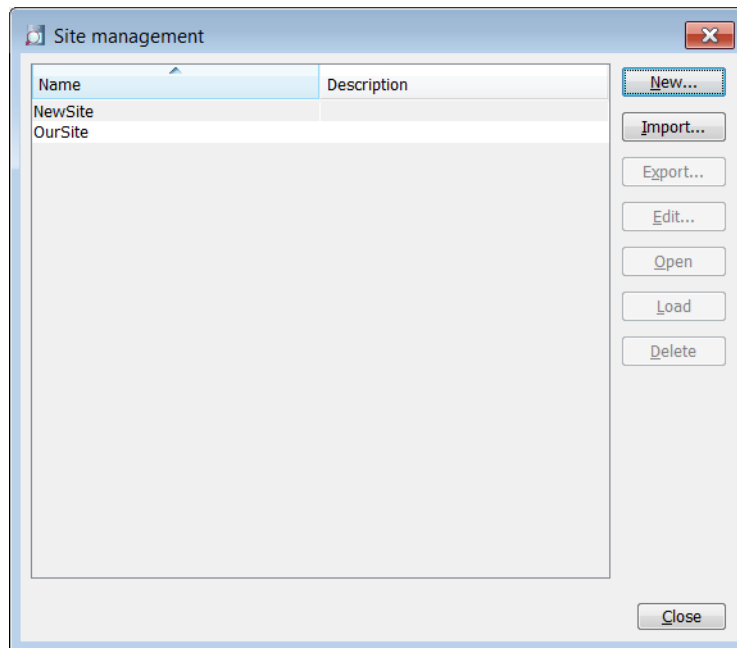 Site management
Name Description
NewSite
OurSite
New...
Import...
Export...
Edit...
Open
Load
Delete
Close